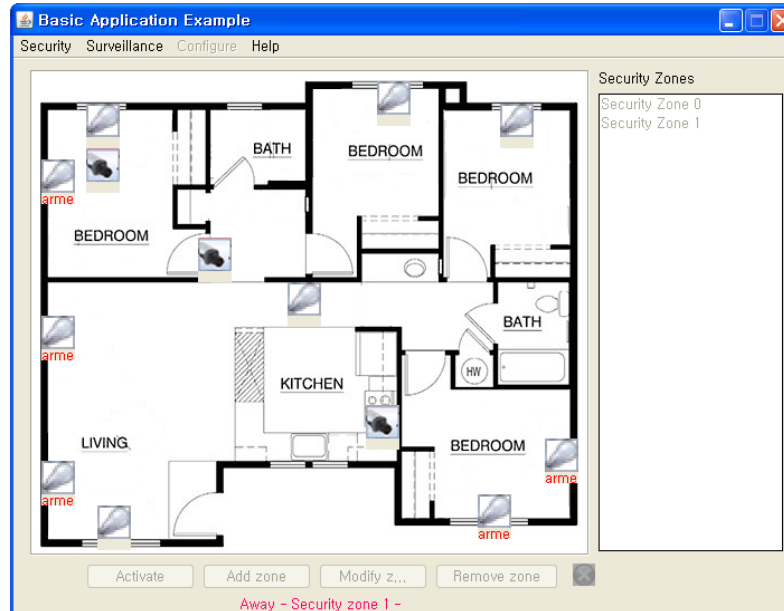 Basic Application Example
Security Surveillance Configure Help
Security Zones
Security Zone 0
Security Zone 1
BATH
BEDROOM
BEDROOM
arme
BEDROOM
BATH
HW
arme
KITCHEN
LIVING
BEDROOM
arme
arme
arme
Activate Add zone Modify z... Remove zone
Away - Security zone 1 -